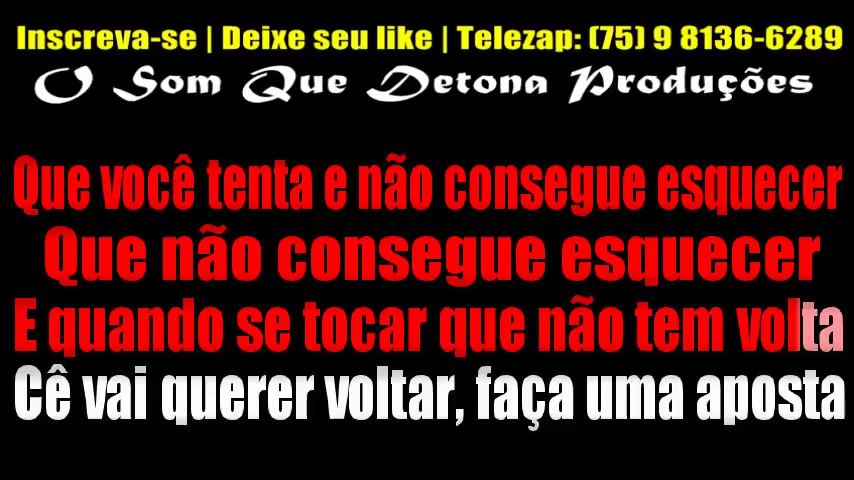 Inscreva-se | Deixe seu like | Telezap: (75) 9 8136-6289
O Som Que Detona Produções
Que você tenta e não consegue esquecer
Que não consegue esquecer
E quando se tocar que não tem volta
Cê vai querer voltar, faça uma aposta